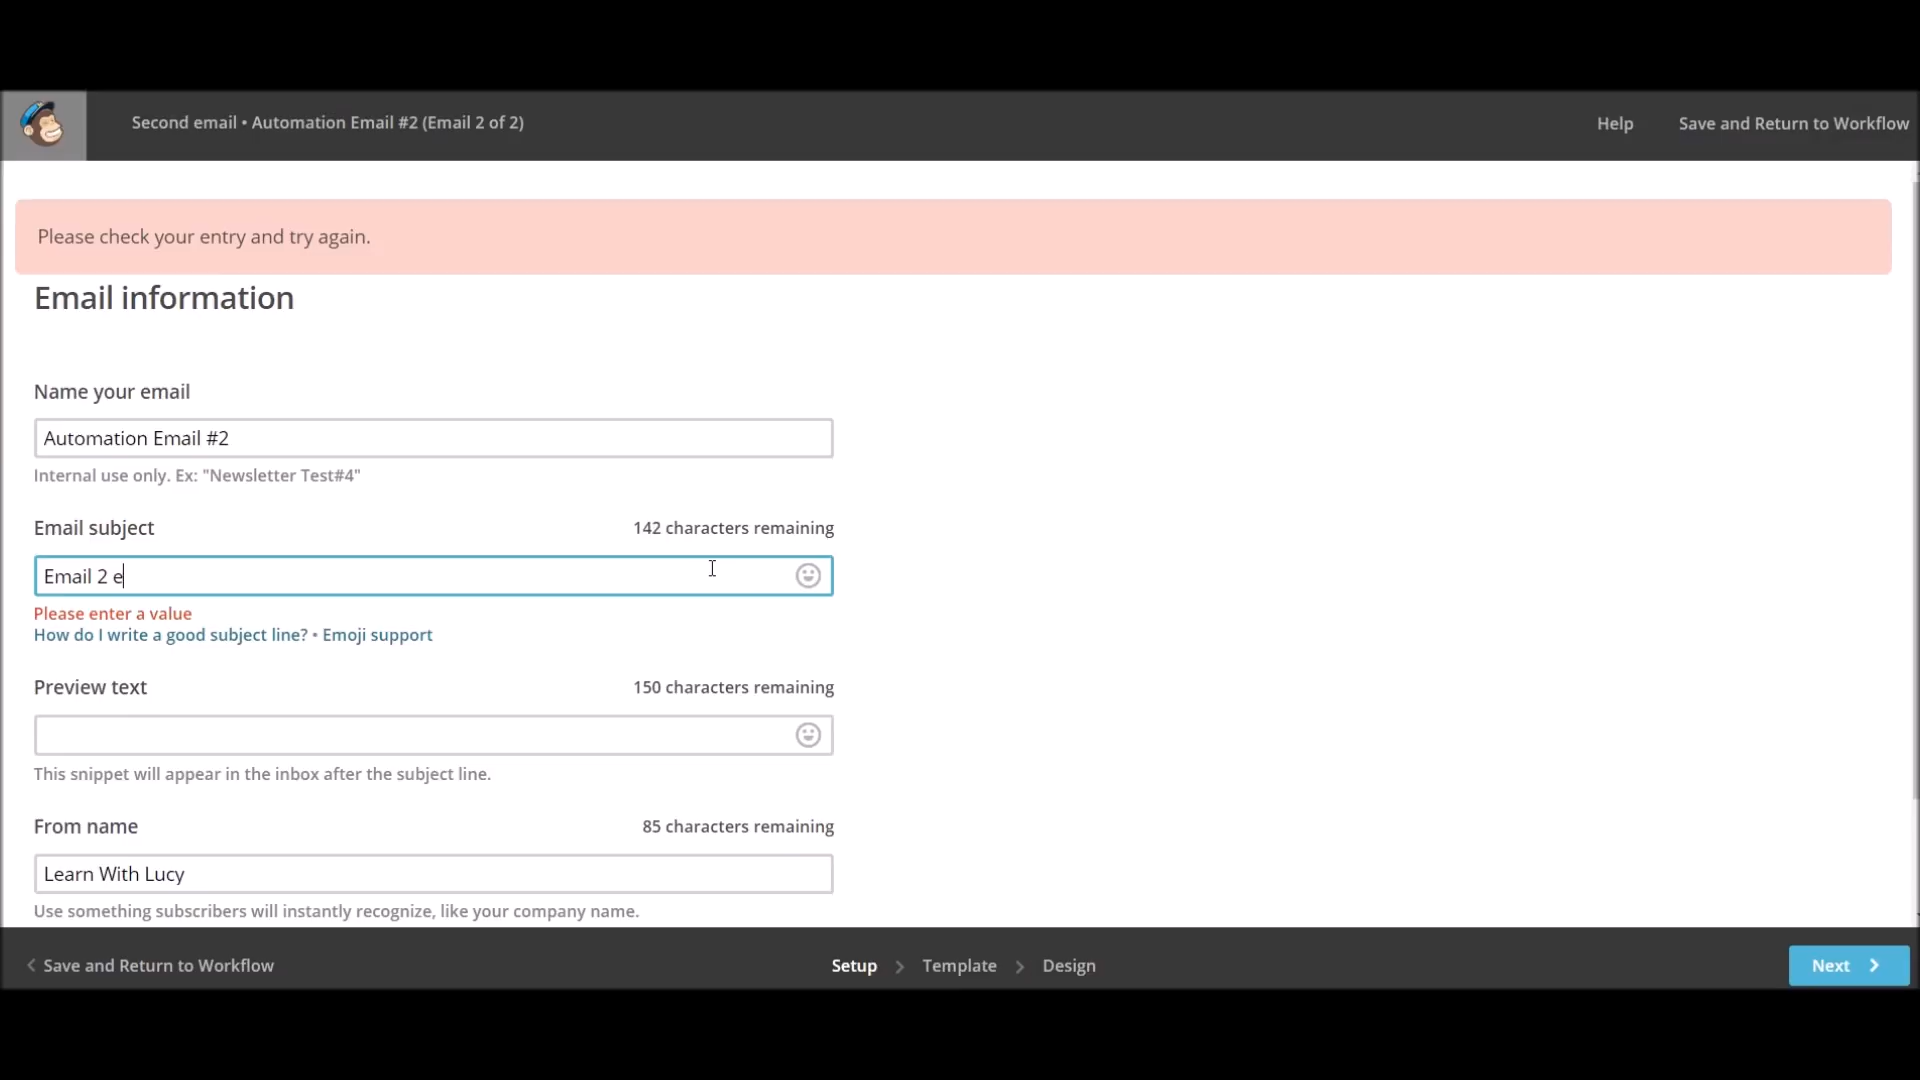 Second email • Automation Email #2 (Email 2 of 2)
Help
Save and Return to Workflow
Please check your entry and try again.
Email information
Name your email
Automation Email #2
Internal use only. Ex: "Newsletter Test#4"
Email subject
142 characters remaining
Email 2 e
Please enter a value
How do I write a good subject line? • Emoji support
Preview text
150 characters remaining
This snippet will appear in the inbox after the subject line.
From name
85 characters remaining
Learn With Lucy
Use something subscribers will instantly recognize, like your company name.
Save and Return to Workflow
Setup
Template
Design
Next